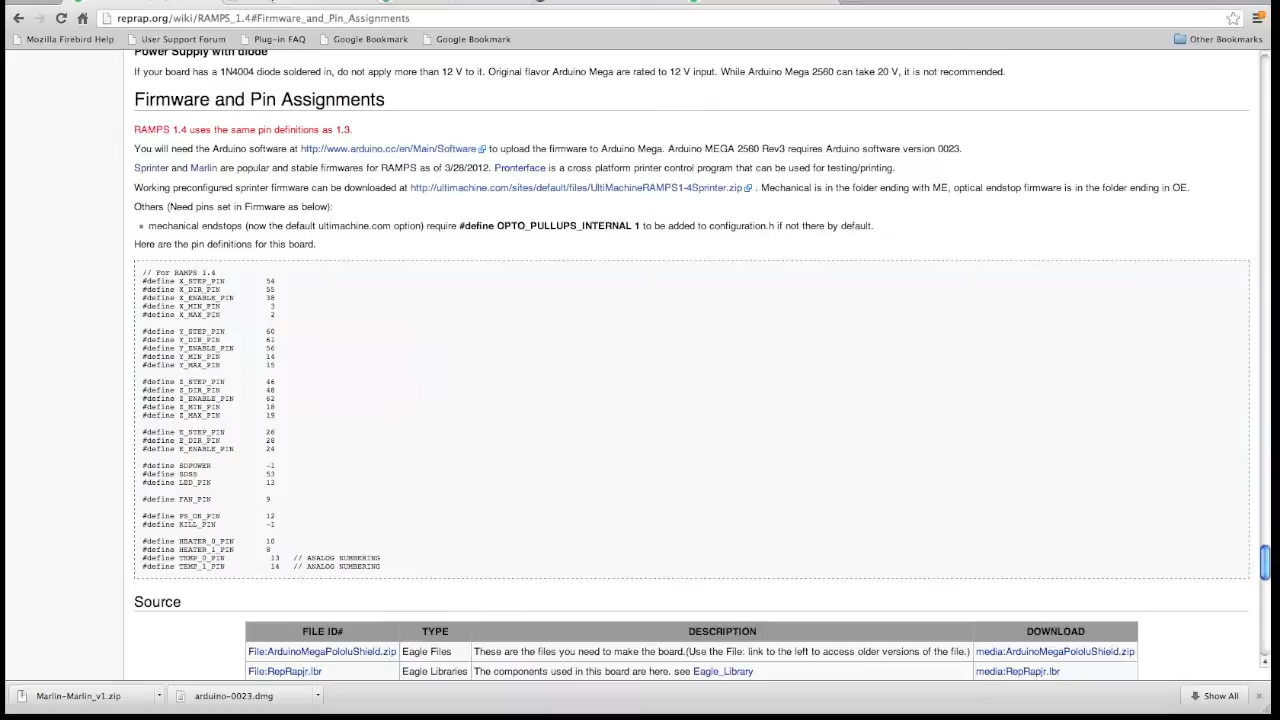 reprap.org/wiki/RAMPS_1.4#Firmware_and_Pin_Assignments
Mozilla Firebird Help User Support Forum Plug-in FAQ Google Bookmark Google Bookmark Other Bookmarks
Power Supply with diode
If your board has a 1N4004 diode soldered in, do not apply more than 12 V to it. Original flavor Arduino Mega are rated to 12 V input. While Arduino Mega 2560 can take 20 V, it is not recommended.
Firmware and Pin Assignments
RAMPS 1.4 uses the same pin definitions as 1.3.
You will need the Arduino software at http://www.arduino.cc/en/Main/Software to upload the firmware to Arduino Mega. Arduino MEGA 2560 Rev3 requires Arduino software version 0023.
Sprinter and Marlin are popular and stable firmwares for RAMPS as of 3/28/2012. Pronterface is a cross platform printer control program that can be used for testing/printing.
Working preconfigured sprinter firmware can be downloaded at http://ultimachine.com/sites/default/files/UltiMachineRAMPS1-4Sprinter.zip . Mechanical is in the folder ending with ME, optical endstop firmware is in the folder ending in OE.
Others (Need pins set in Firmware as below):
mechanical endstops (now the default ultimachine.com option) require #define OPTO_PULLUPS_INTERNAL 1 to be added to configuration.h if not there by default.
Here are the pin definitions for this board.
// For RAMPS 1.4
#define X_STEP_PIN 54
#define X_DIR_PIN 55
#define X_ENABLE_PIN 38
#define X_MIN_PIN 3
#define X_MAX_PIN 2
#define Y_STEP_PIN 60
#define Y_DIR_PIN 61
#define Y_ENABLE_PIN 56
#define Y_MIN_PIN 14
#define Y_MAX_PIN 15
#define Z_STEP_PIN 46
#define Z_DIR_PIN 48
#define Z_ENABLE_PIN 62
#define Z_MIN_PIN 18
#define Z_MAX_PIN 19
#define E_STEP_PIN 26
#define E_DIR_PIN 28
#define E_ENABLE_PIN 24
#define SDPOWER -1
#define SDSS 53
#define LED_PIN 13
#define FAN_PIN 9
#define PS_ON_PIN 12
#define KILL_PIN -1
#define HEATER_0_PIN 10
#define HEATER_1_PIN 8
#define TEMP_0_PIN 13 // ANALOG NUMBERING
#define TEMP_1_PIN 14 // ANALOG NUMBERING
Source
FILE ID# TYPE DESCRIPTION DOWNLOAD
File:ArduinoMegaPololuShield.zip Eagle Files These are the files you need to make the board.(Use the File: link to the left to access older versions of the file.) media:ArduinoMegaPololuShield.zip
File:RepRapjr.lbr Eagle Libraries The components used in this board are here. see Eagle_Library media:RepRapjr.lbr
Marlin-Marlin_v1.zip arduino-0023.dmg Show All